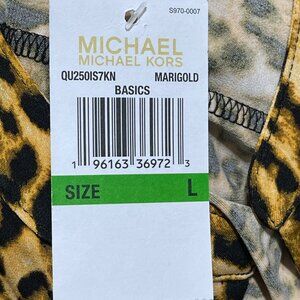 S970-0007
MICHAEL
MICHAEL KORS
QU250IS7KN MARIGOLD
BASICS
1 96163 36972 3
SIZE L